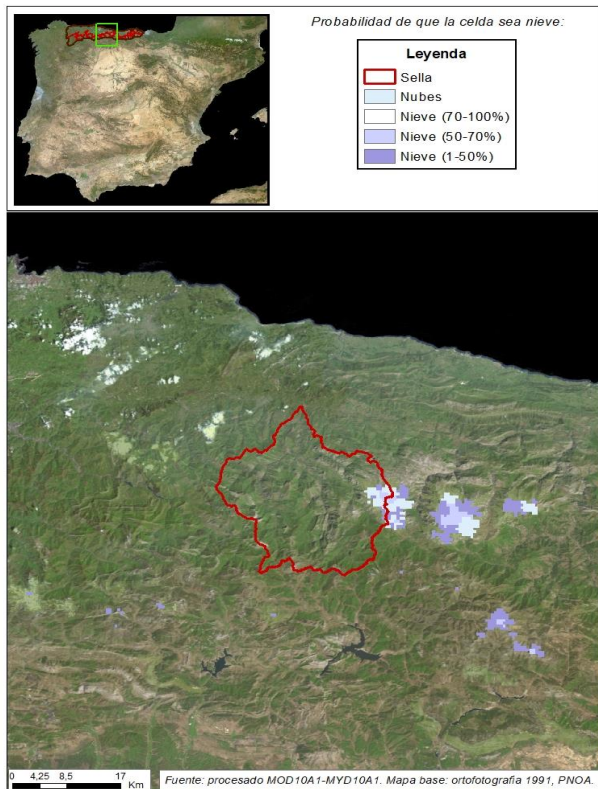 Probabilidad de que la celda sea nieve:
Leyenda
Sella
Nubes
Nieve (70-100%)
Nieve (50-70%)
Nieve (1-50%)
0 4,25 8,5 17
Km
Fuente: procesado MOD10A1-MYD10A1. Mapa base: ortofotografia 1991, PNOA.